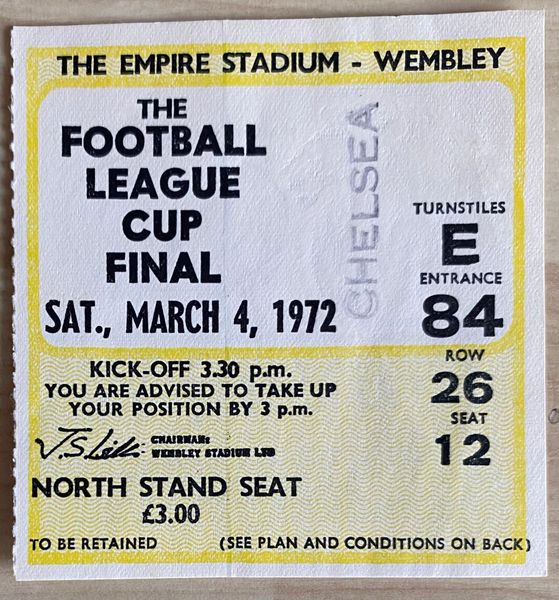 THE EMPIRE STADIUM - WEMBLEY
THE
FOOTBALL
LEAGUE
CUP
FINAL
SAT., MARCH 4, 1972
CHELSEA
TURNSTILES
E
ENTRANCE
84
ROW
26
SEAT
12
KICK-OFF 3.30 p.m.
YOU ARE ADVISED TO TAKE UP
YOUR POSITION BY 3 p.m.
CHAIRMAN:
WEMBLEY STADIUM LTD
NORTH STAND SEAT
£3.00
TO BE RETAINED (SEE PLAN AND CONDITIONS ON BACK)